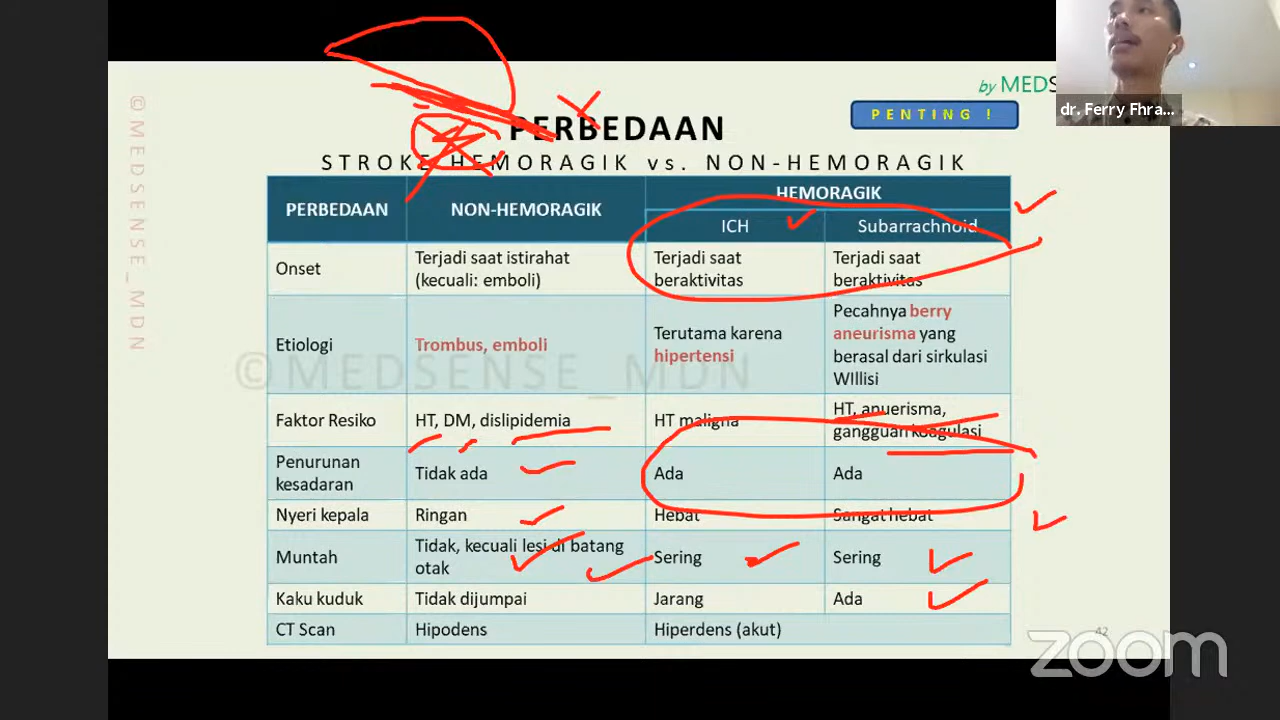 by MEDS
dr. Ferry Fhra...
PENTING !
©MEDSENSE_MDN
PERBEDAAN
STROKE HEMORAGIK vs. NON-HEMORAGIK
PERBEDAAN
NON-HEMORAGIK
HEMORAGIK
ICH
Subarrachnoid
Onset
Terjadi saat istirahat
(kecuali: emboli)
Terjadi saat
beraktivitas
Terjadi saat
beraktivitas
Etiologi
Trombus, emboli
Terutama karena
hipertensi
Pecahnya berry
aneurisma yang
berasal dari sirkulasi
WIllisi
©MEDSENSE_MDN
Faktor Resiko
HT, DM, dislipidemia
HT maligna
HT, anuerisma,
gangguan koagulasi
Penurunan
kesadaran
Tidak ada
Ada
Ada
Nyeri kepala
Ringan
Hebat
Sangat hebat
Muntah
Tidak, kecuali lesi di batang
otak
Sering
Sering
Kaku kuduk
Tidak dijumpai
Jarang
Ada
CT Scan
Hipodens
Hiperdens (akut)
42
zoom